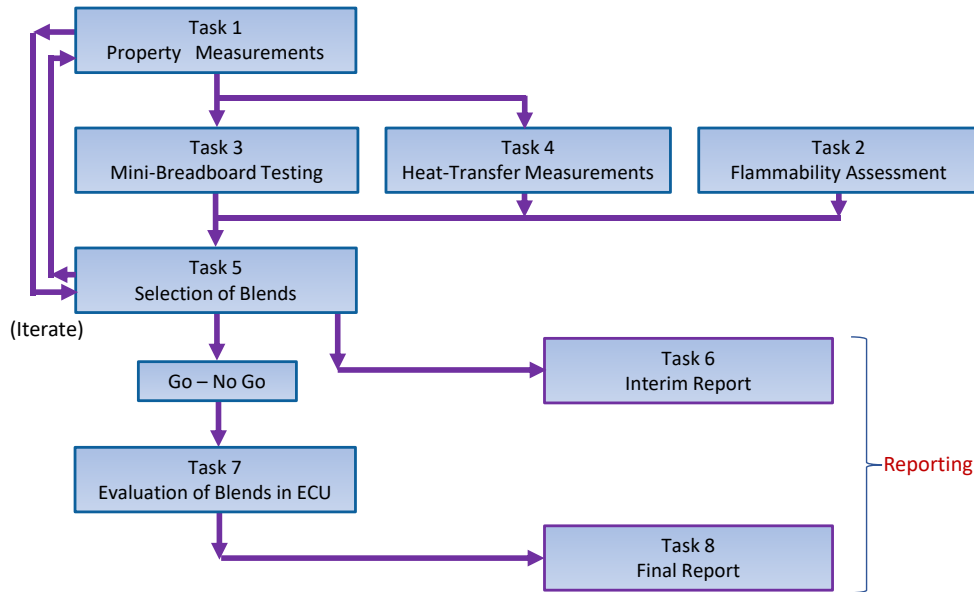 Task 1
Property Measurements
Task 3
Mini-Breadboard Testing
Task 4
Heat-Transfer Measurements
Task 2
Flammability Assessment
Task 5
Selection of Blends
(Iterate)
Go – No Go
Task 6
Interim Report
Reporting
Task 7
Evaluation of Blends in ECU
Task 8
Final Report